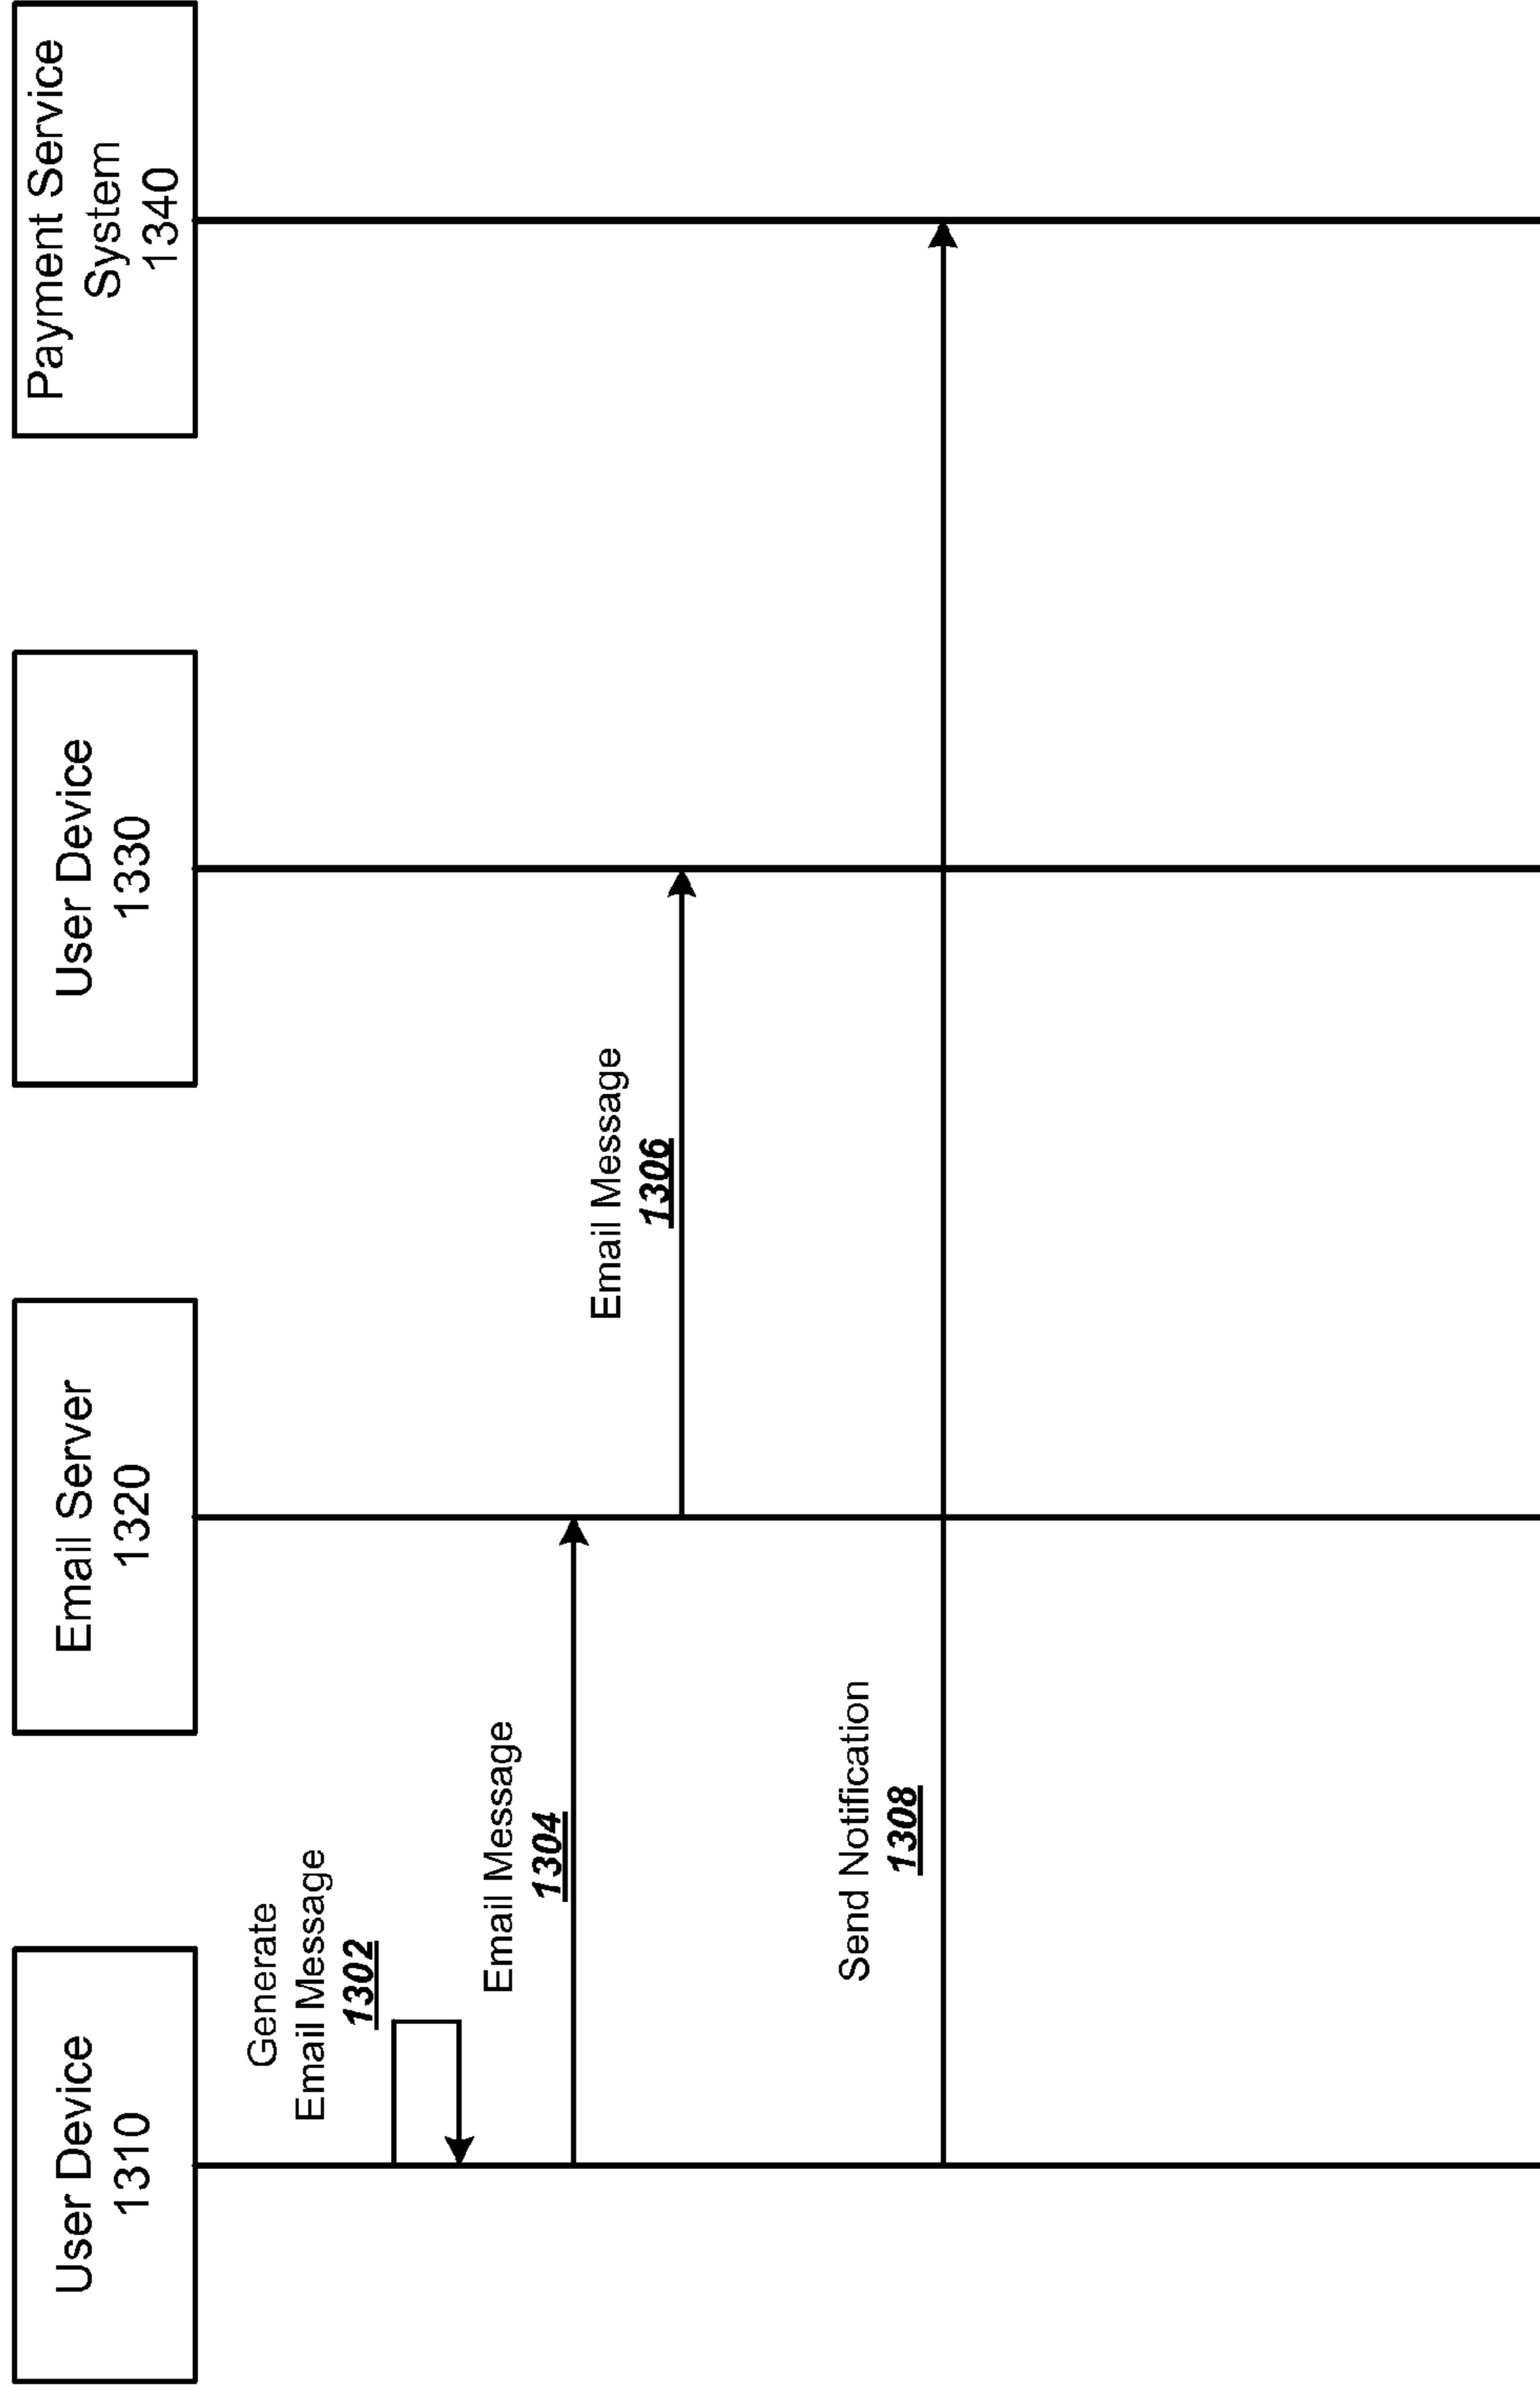 User Device
1310
Email Server
1320
User Device
1330
Payment Service
System
1340
Generate
Email Message
1302
Email Message
1304
Email Message
1306
Send Notification
1308